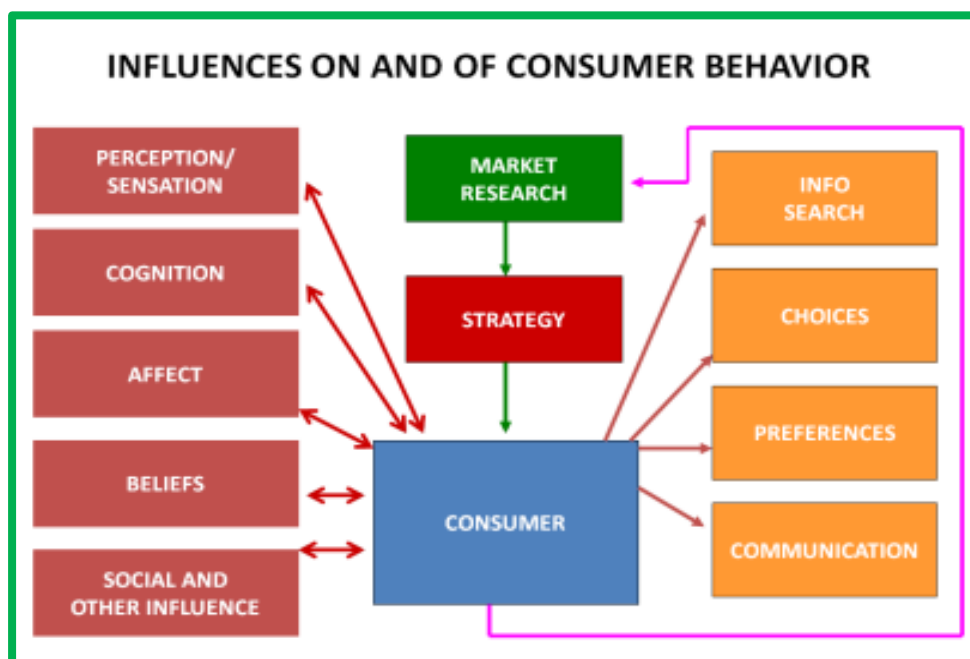 INFLUENCES ON AND OF CONSUMER BEHAVIOR
PERCEPTION/
SENSATION
COGNITION
AFFECT
BELIEFS
SOCIAL AND
OTHER INFLUENCE
MARKET
RESEARCH
STRATEGY
CONSUMER
INFO
SEARCH
CHOICES
PREFERENCES
COMMUNICATION